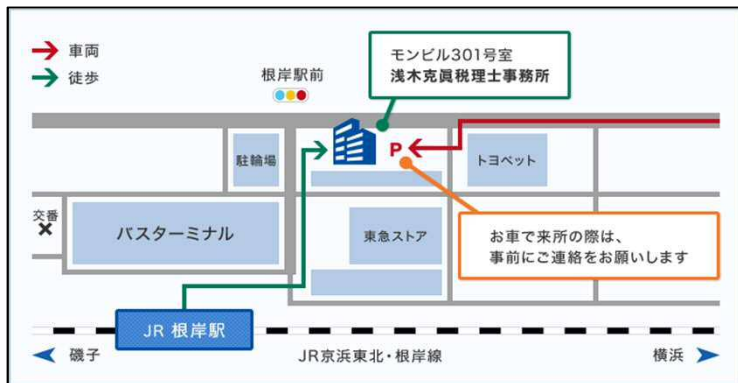 車両
徒歩
根岸駅前
モンビル301号室
浅木克眞税理士事務所
駐輪場
P
トヨペット
交番
バスターミナル
東急ストア
お車で来所の際は、
事前にご連絡をお願いします
JR 根岸駅
磯子
JR京浜東北・根岸線
横浜